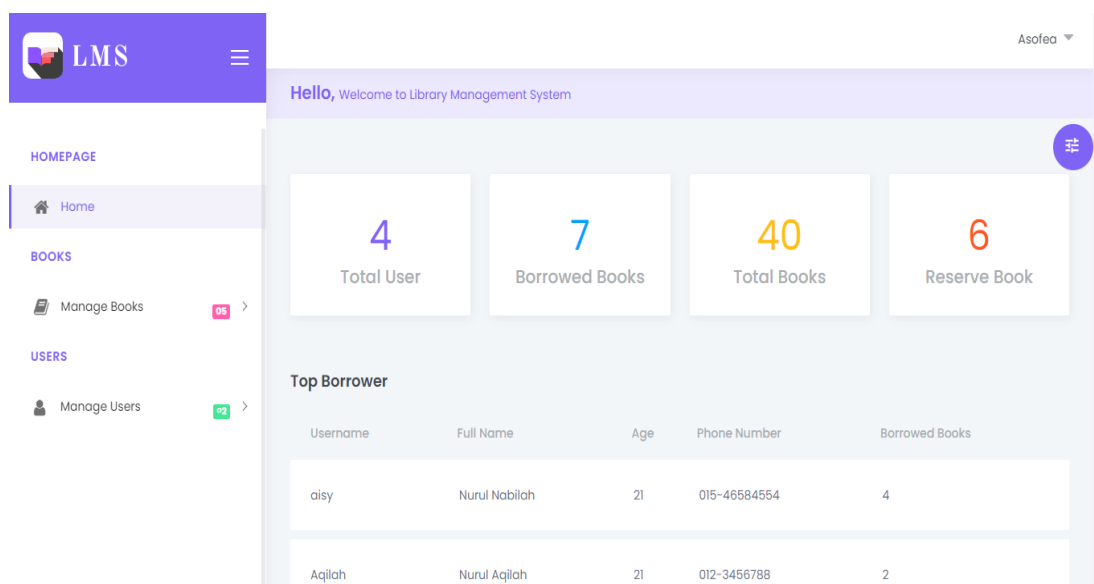 LMS
Asofea
Hello, Welcome to Library Management System
HOMEPAGE
Home
BOOKS
Manage Books 05
USERS
Manage Users 02
4
Total User
7
Borrowed Books
40
Total Books
6
Reserve Book
Top Borrower
Username Full Name Age Phone Number Borrowed Books
aisy Nurul Nabilah 21 015-46584554 4
Aqilah Nurul Aqilah 21 012-3456788 2